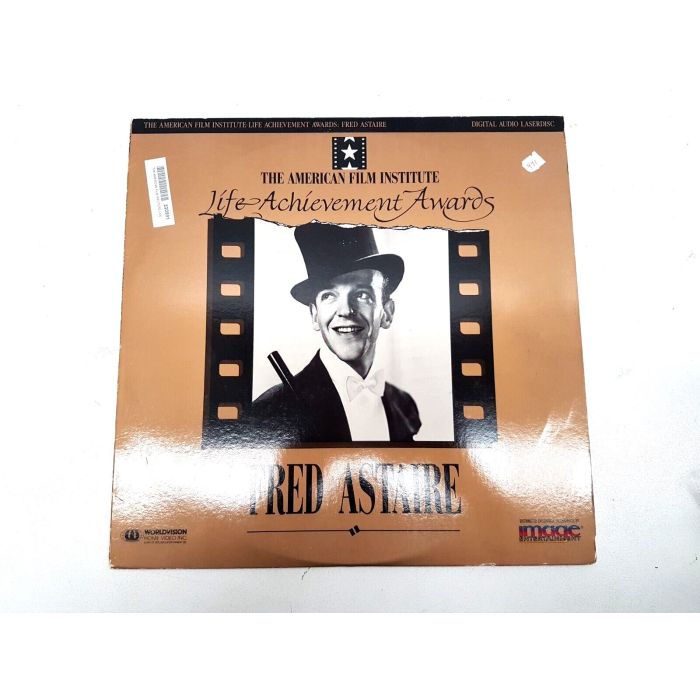 THE AMERICAN FILM INSTITUTE LIFE ACHIEVEMENT AWARDS: FRED ASTAIRE
DIGITAL AUDIO LASERDISC
THE AMERICAN FILM INSTITUTE
Life Achievement Awards
FRED ASTAIRE
WORLDVISION
HOME VIDEO INC.
image
ENTERTAINMENT